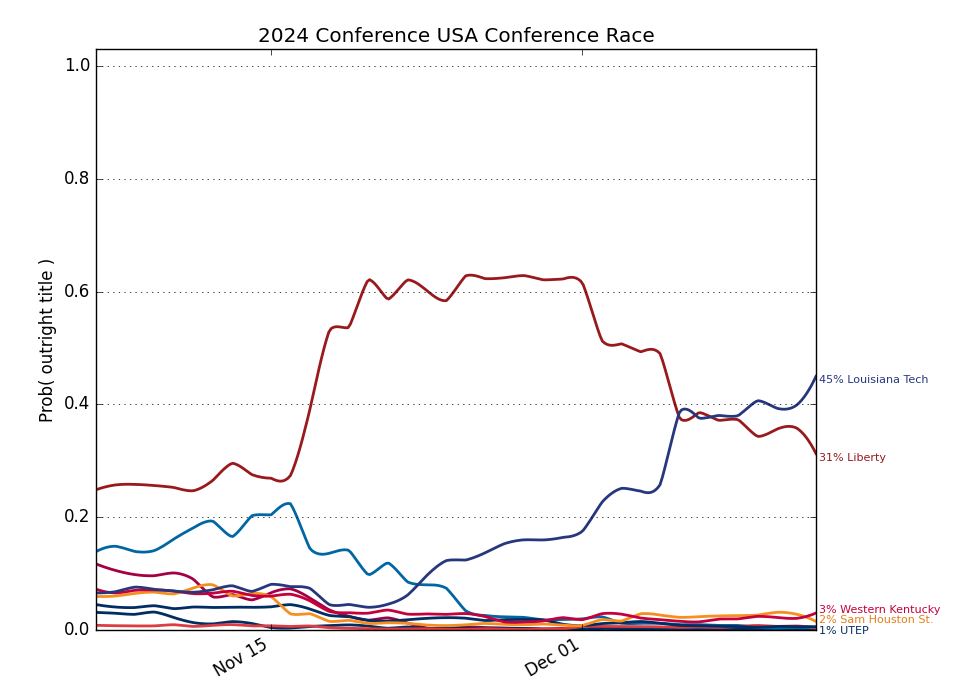 2024 Conference USA Conference Race
Prob( outright title )
1.0
0.8
0.6
0.4
0.2
0.0
Nov 15
Dec 01
45% Louisiana Tech
31% Liberty
3% Western Kentucky
2% Sam Houston St.
1% UTEP